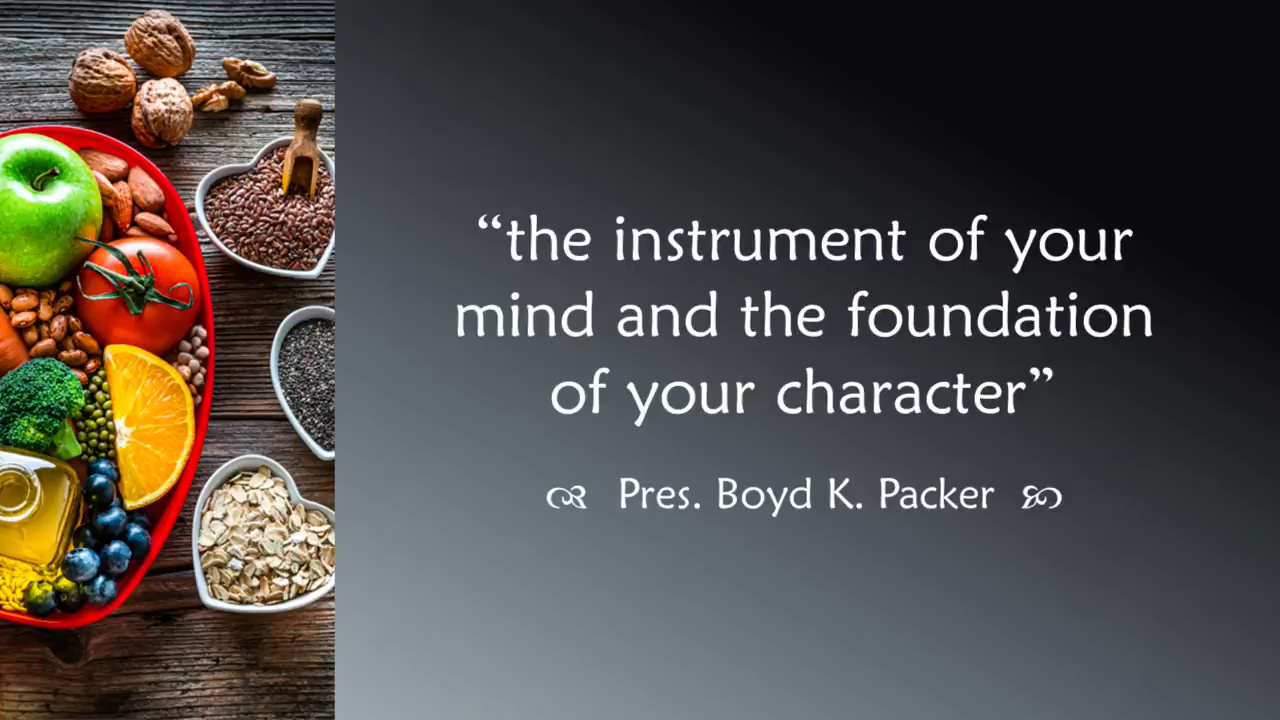 “the instrument of your
mind and the foundation
of your character”
Pres. Boyd K. Packer